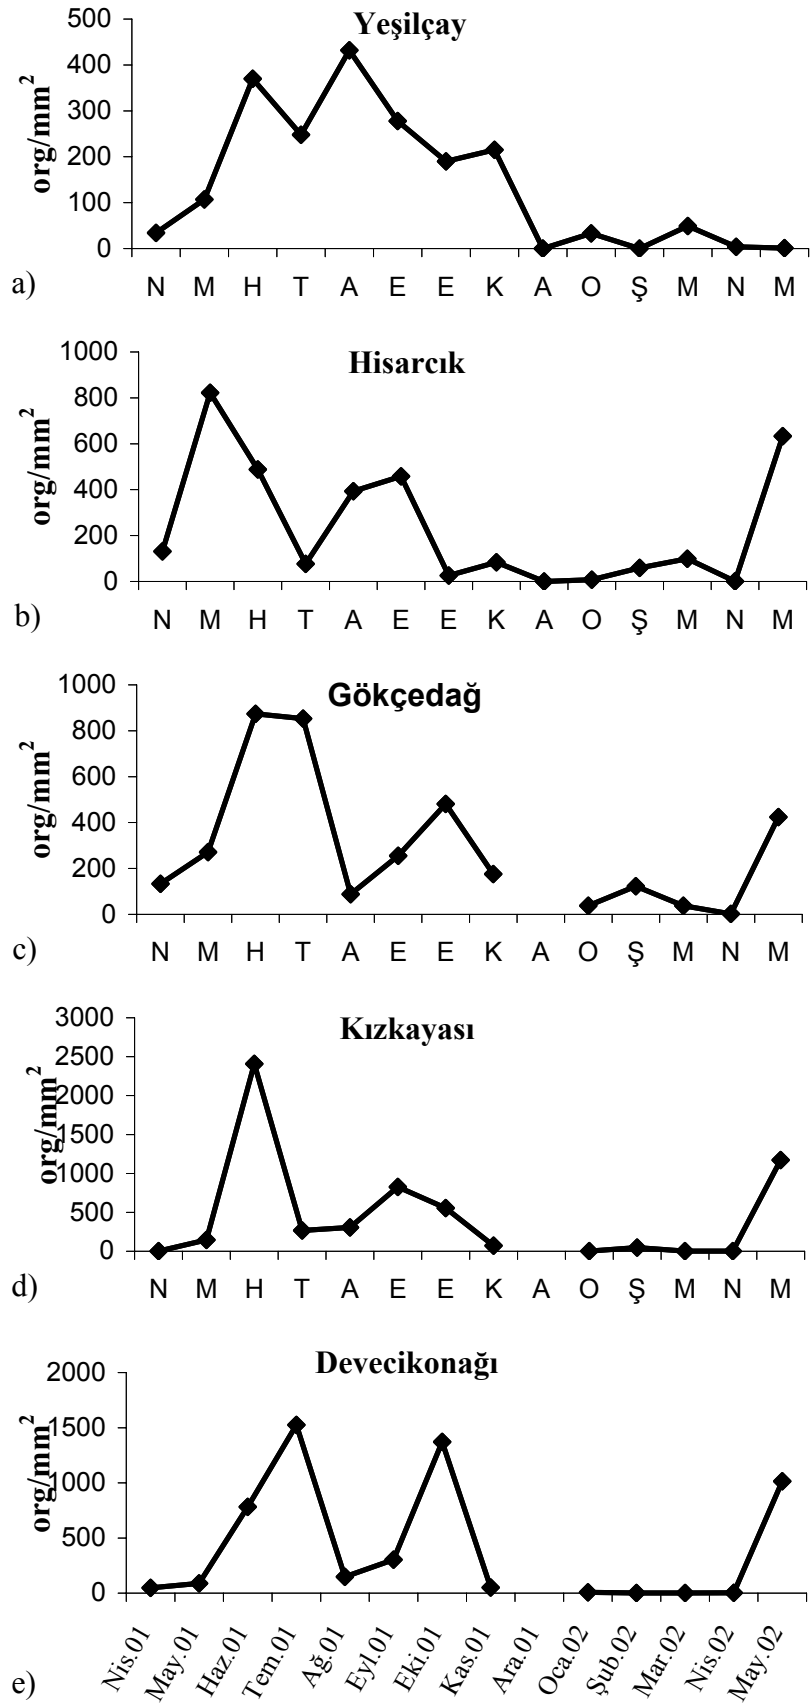 Yeşilçay
500
400
300
200
100
0
org/mm²
N M H T A E E K A O Ş M N M
a)
Hisarcık
1000
800
600
400
200
0
org/mm²
N M H T A E E K A O Ş M N M
b)
Gökçedağ
1000
800
600
400
200
0
org/mm²
N M H T A E E K A O Ş M N M
c)
Kızkayası
3000
2500
2000
1500
1000
500
0
org/mm²
N M H T A E E K A O Ş M N M
d)
Devecikonağı
2000
1500
1000
500
0
org/mm²
Nis.01 May.01 Haz.01 Tem.01 Ağ.01 Eyl.01 Eki.01 Kas.01 Ara.01 Oca.02 Şub.02 Mar.02 Nis.02 May.02
e)